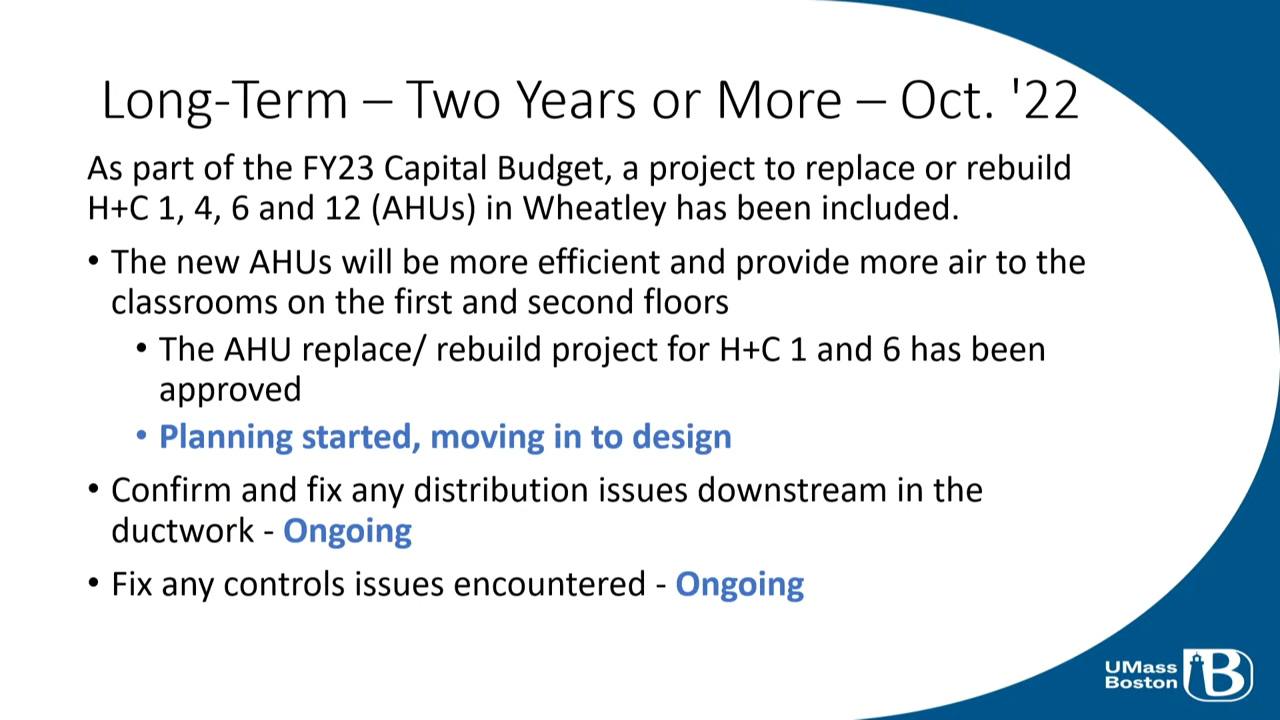 Long-Term – Two Years or More – Oct. '22
As part of the FY23 Capital Budget, a project to replace or rebuild
H+C 1, 4, 6 and 12 (AHUs) in Wheatley has been included.
• The new AHUs will be more efficient and provide more air to the
classrooms on the first and second floors
• The AHU replace/ rebuild project for H+C 1 and 6 has been
approved
• Planning started, moving in to design
• Confirm and fix any distribution issues downstream in the
ductwork - Ongoing
• Fix any controls issues encountered - Ongoing
UMass
Boston
B